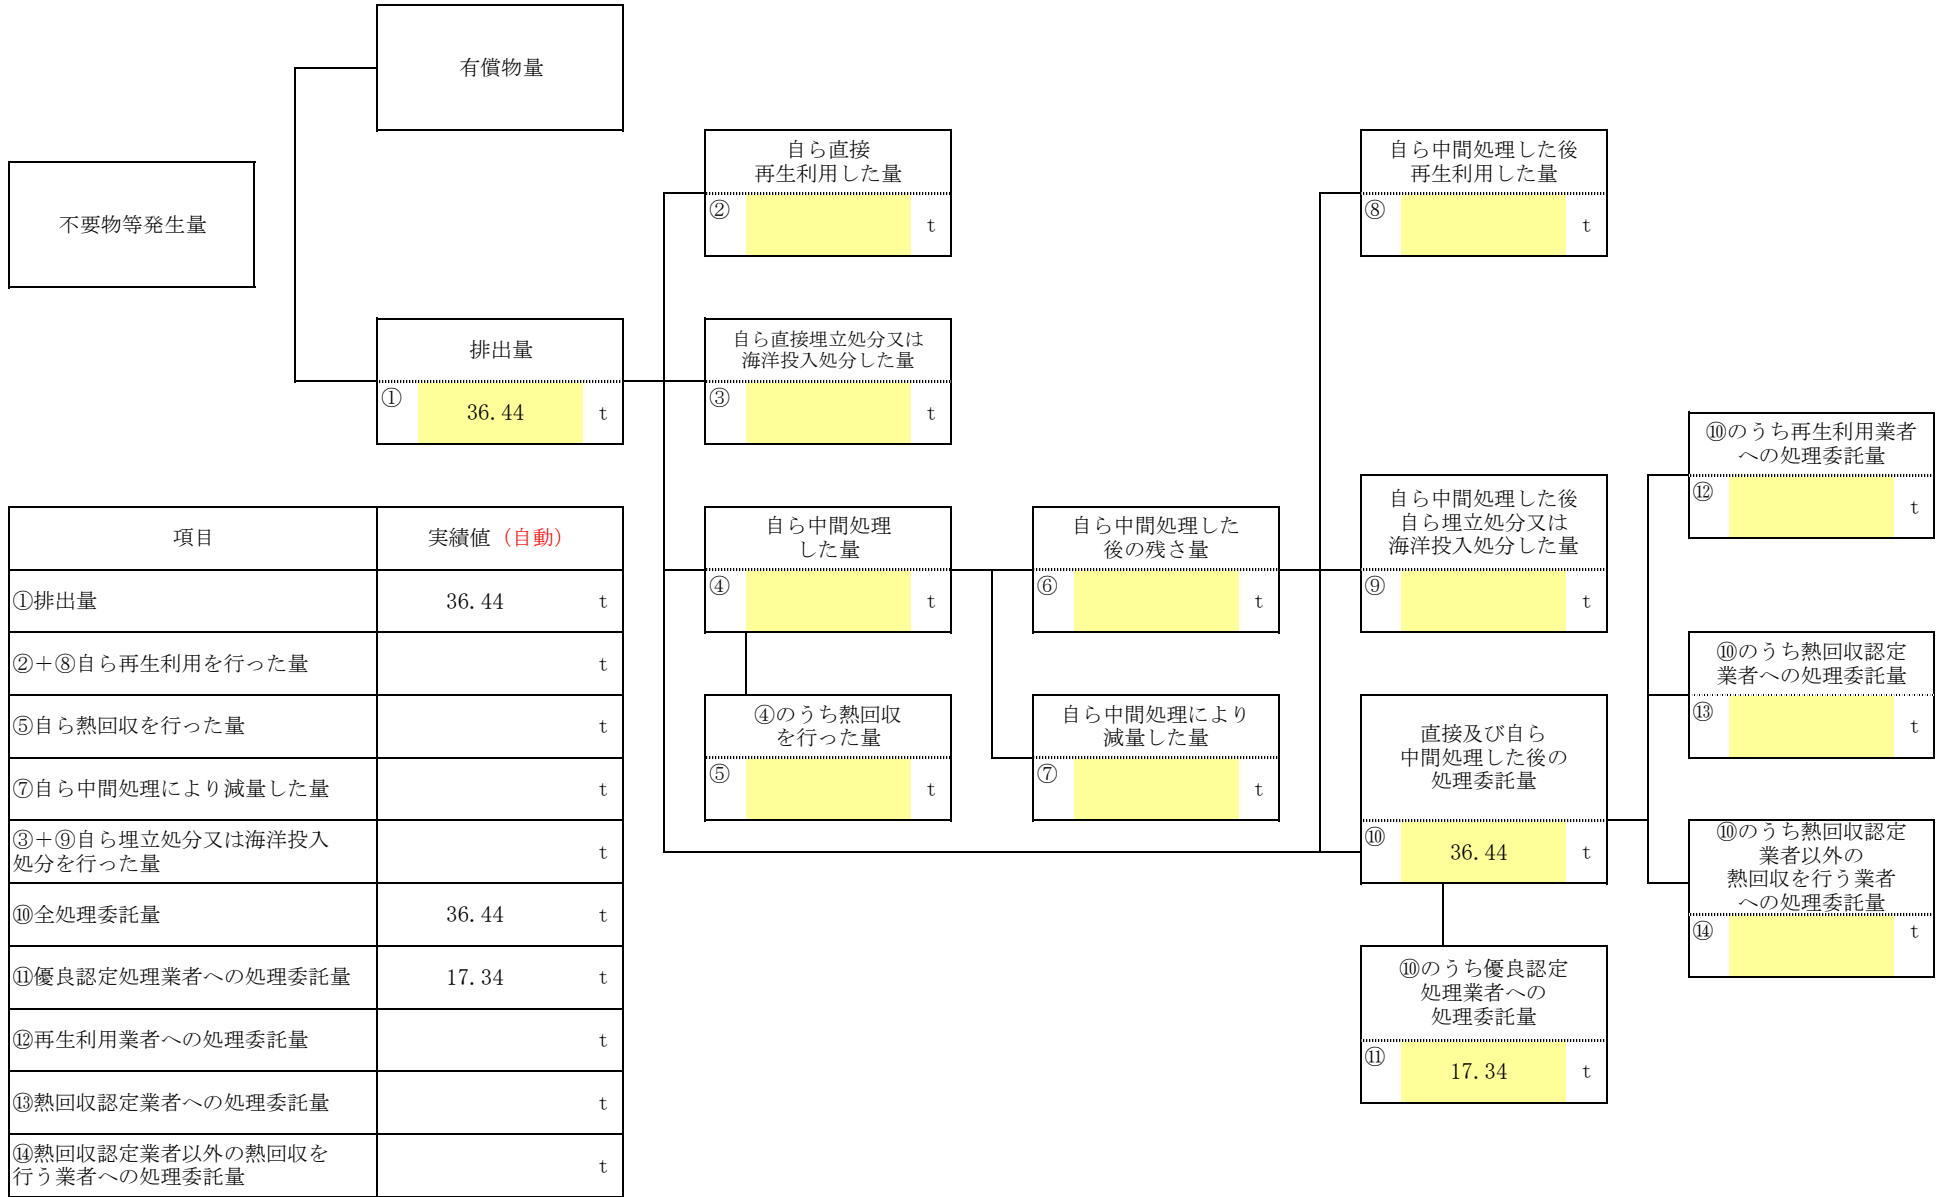 有償物量
不要物等発生量
自ら直接
再生利用した量
②
t
自ら中間処理した後
再生利用した量
⑧
t
排出量
①
36.44
t
自ら直接埋立処分又は
海洋投入処分した量
③
t
自ら中間処理
した量
④
t
自ら中間処理した
後の残さ量
⑥
t
自ら中間処理した後
自ら埋立処分又は
海洋投入処分した量
⑨
t
⑩のうち再生利用業者
への処理委託量
⑫
t
④のうち熱回収
を行った量
⑤
t
自ら中間処理により
減量した量
⑦
t
直接及び自ら
中間処理した後の
処理委託量
⑩
36.44
t
⑩のうち熱回収認定
業者への処理委託量
⑬
t
⑩のうち熱回収認定
業者以外の
熱回収を行う業者
への処理委託量
⑭
t
⑩のうち優良認定
処理業者への
処理委託量
⑪
17.34
t
項目 実績値（自動）
①排出量 36.44 t
②＋⑧自ら再生利用を行った量 t
⑤自ら熱回収を行った量 t
⑦自ら中間処理により減量した量 t
③＋⑨自ら埋立処分又は海洋投入
処分を行った量 t
⑩全処理委託量 36.44 t
⑪優良認定処理業者への処理委託量 17.34 t
⑫再生利用業者への処理委託量 t
⑬熱回収認定業者への処理委託量 t
⑭熱回収認定業者以外の熱回収を
行う業者への処理委託量 t